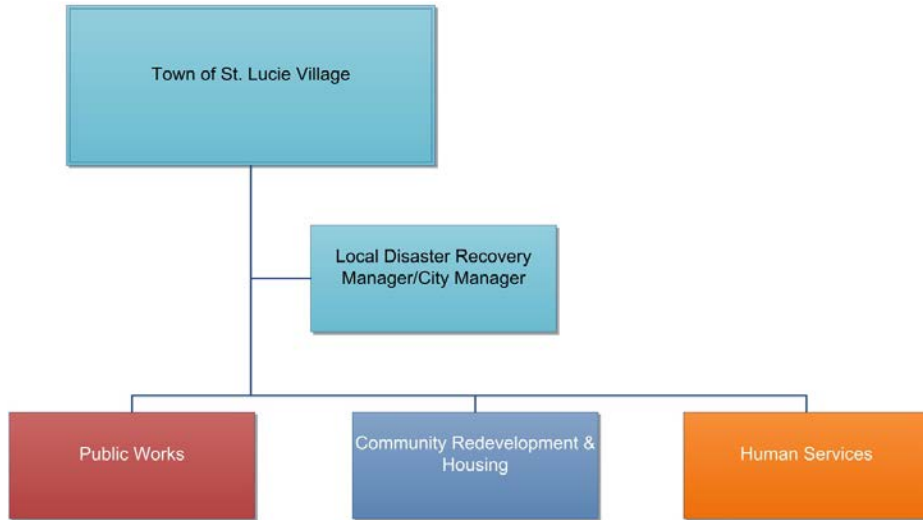 Town of St. Lucie Village
Local Disaster Recovery
Manager/City Manager
Public Works
Community Redevelopment &
Housing
Human Services